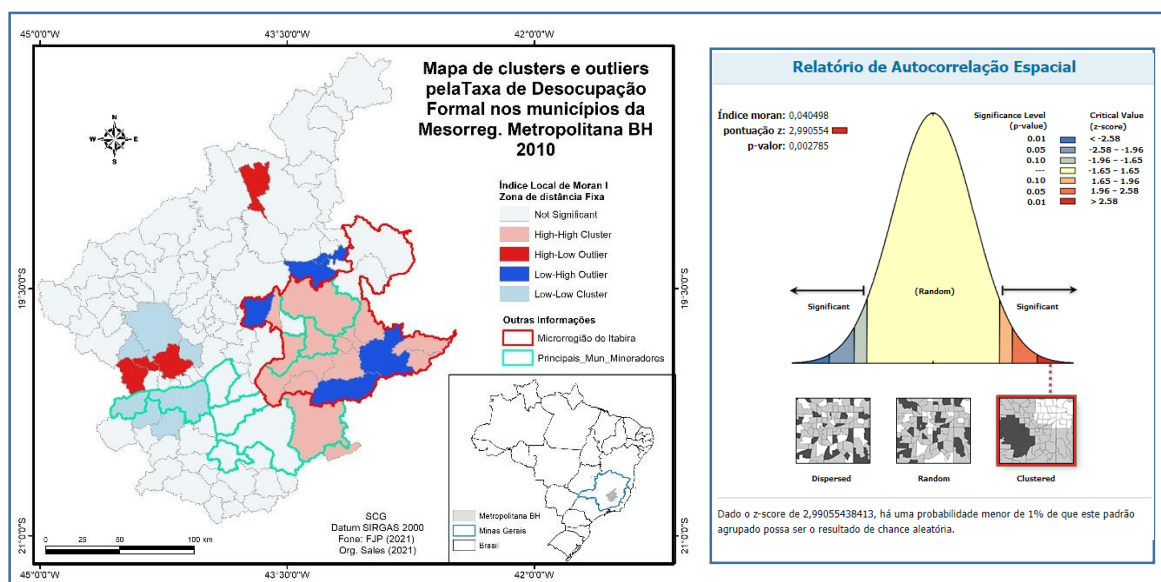 45°0'0"O
43°30'0"O
42°0'0"O
Mapa de clusters e outliers
pelaTaxa de Desocupação
Formal nos municípios da
Mesorreg. Metropolitana BH
2010
N
W
E
S
Índice Local de Moran I
Zona de distância Fixa
Not Significant
High-High Cluster
High-Low Outlier
Low-High Outlier
Low-Low Cluster
Outras Informações
Microrregião de Itabira
Principais_Mun_Mineradores
19°30'0"S
19°30'0"S
21°0'0"S
21°0'0"S
SCG
Datum SIRGAS 2000
Fone: FJP (2021)
Org. Sales (2021)
0 25 50 100 km
Metropolitana BH
Minas Gerais
Brasil
45°0'0"O
43°30'0"O
42°0'0"O
Relatório de Autocorrelação Espacial
Índice moran: 0,040498
pontuação z: 2,990554
p-valor: 0,002785
Significance Level
(p-value)
Critical Value
(z-score)
0.01 < -2.58
0.05 -2.58 – -1.96
0.10 -1.96 – -1.65
--- -1.65 – 1.65
0.10 1.65 – 1.96
0.05 1.96 – 2.58
0.01 > 2.58
Significant
(Random)
Significant
Dispersed
Random
Clustered
Dado o z-score de 2,99055438413, há uma probabilidade menor de 1% de que este padrão
agrupado possa ser o resultado de chance aleatória.